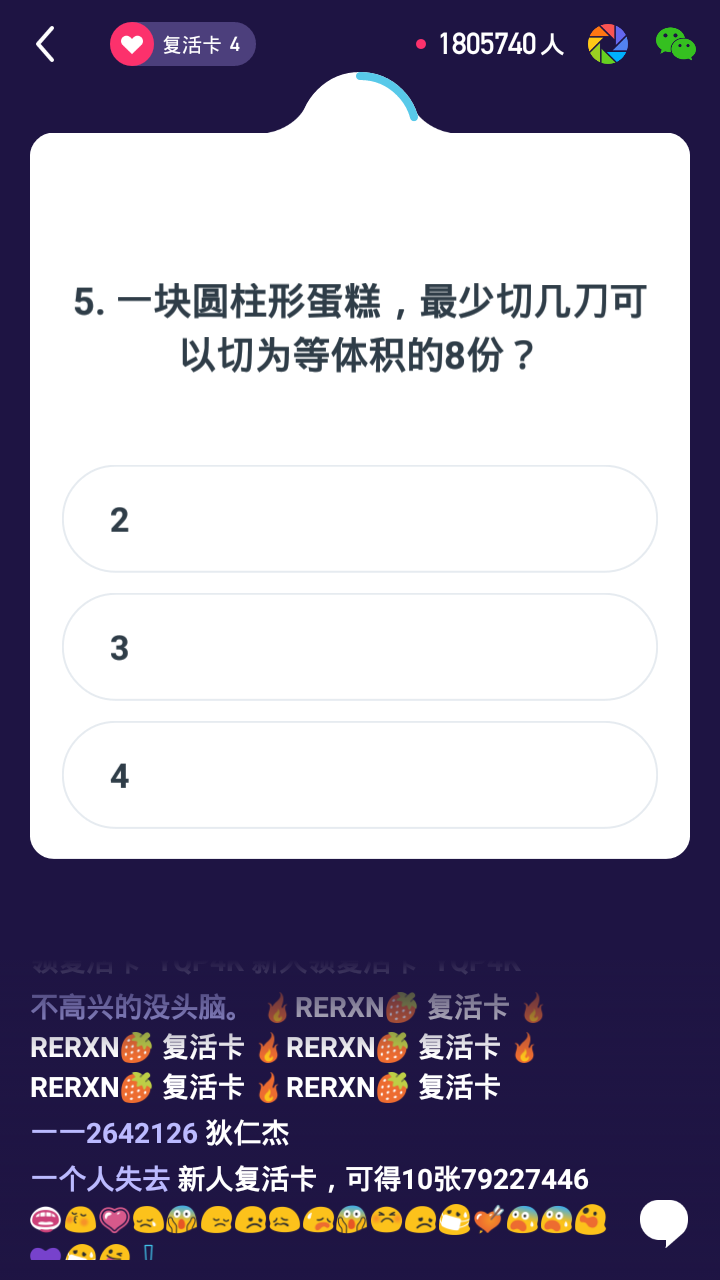 复活卡 4
1805740 人
5. 一块圆柱形蛋糕，最少切几刀可
以切为等体积的8份？
2
3
4
不高兴的没头脑。 🔥RERXN🍓 复活卡 🔥
RERXN🍓 复活卡 🔥RERXN🍓 复活卡 🔥
RERXN🍓 复活卡 🔥RERXN🍓 复活卡
一一2642126 狄仁杰
一个人失去 新人复活卡，可得10张79227446